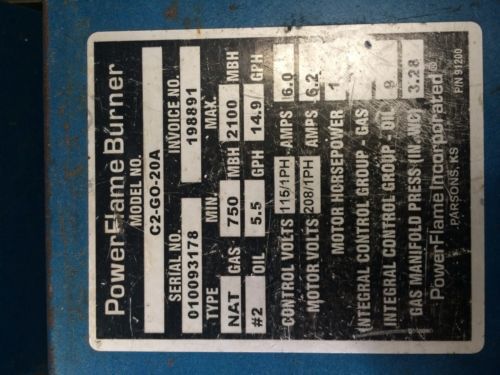 PowerFlame Burner
MODEL NO.
C2-GO-20A
SERIAL NO. INVOICE NO.
010093178 198891
TYPE MIN. MAX.
NAT GAS 750 MBH 2100 MBH
#2 OIL 5.5 GPH 14.9 GPH
CONTROL VOLTS 115/1PH AMPS 6.0
MOTOR VOLTS 208/1PH AMPS 6.2
MOTOR HORSEPOWER 1
INTEGRAL CONTROL GROUP - GAS
INTEGRAL CONTROL GROUP - OIL 9
GAS MANIFOLD PRESS (IN. 3.28
Power Flame Incorporated®
PARSONS, KS P/N 91200